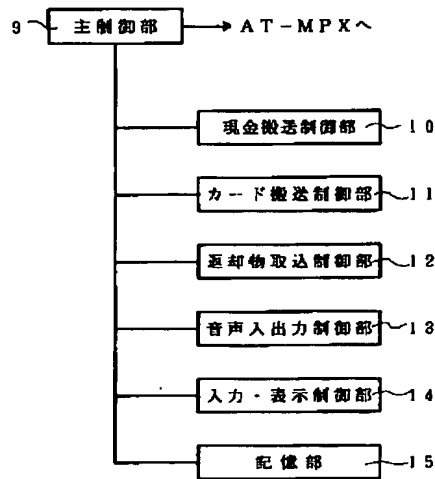 9 主制御部 → AT-MPXへ
現金搬送制御部 10
カード搬送制御部 11
返却物取込制御部 12
音声入出力制御部 13
入力・表示制御部 14
記憶部 15